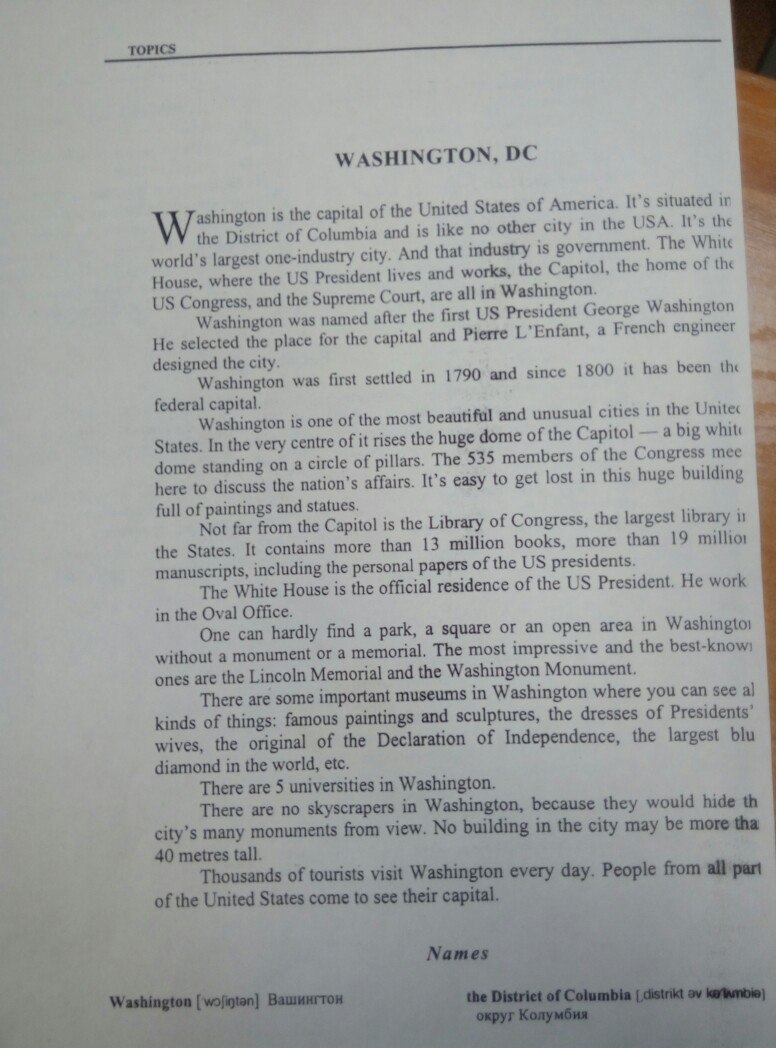 TOPICS
WASHINGTON, DC
Washington is the capital of the United States of America. It's situated in
the District of Columbia and is like no other city in the USA. It's the
world's largest one-industry city. And that industry is government. The White
House, where the US President lives and works, the Capitol, the home of the
US Congress, and the Supreme Court, are all in Washington.
Washington was named after the first US President George Washington
He selected the place for the capital and Pierre L'Enfant, a French engineer
designed the city.
Washington was first settled in 1790 and since 1800 it has been the
federal capital.
Washington is one of the most beautiful and unusual cities in the United
States. In the very centre of it rises the huge dome of the Capitol — a big white
dome standing on a circle of pillars. The 535 members of the Congress mee
here to discuss the nation's affairs. It's easy to get lost in this huge building
full of paintings and statues.
Not far from the Capitol is the Library of Congress, the largest library in
the States. It contains more than 13 million books, more than 19 million
manuscripts, including the personal papers of the US presidents.
The White House is the official residence of the US President. He work
in the Oval Office.
One can hardly find a park, a square or an open area in Washington
without a monument or a memorial. The most impressive and the best-known
ones are the Lincoln Memorial and the Washington Monument.
There are some important museums in Washington where you can see al
kinds of things: famous paintings and sculptures, the dresses of Presidents'
wives, the original of the Declaration of Independence, the largest blu
diamond in the world, etc.
There are 5 universities in Washington.
There are no skyscrapers in Washington, because they would hide th
city's many monuments from view. No building in the city may be more tha
40 metres tall.
Thousands of tourists visit Washington every day. People from all part
of the United States come to see their capital.
Names
Washington [ˈwɔʃiŋtən] Вашингтон
the District of Columbia [ˌdistrikt əv kəˈlʌmbiə]
округ Колумбия